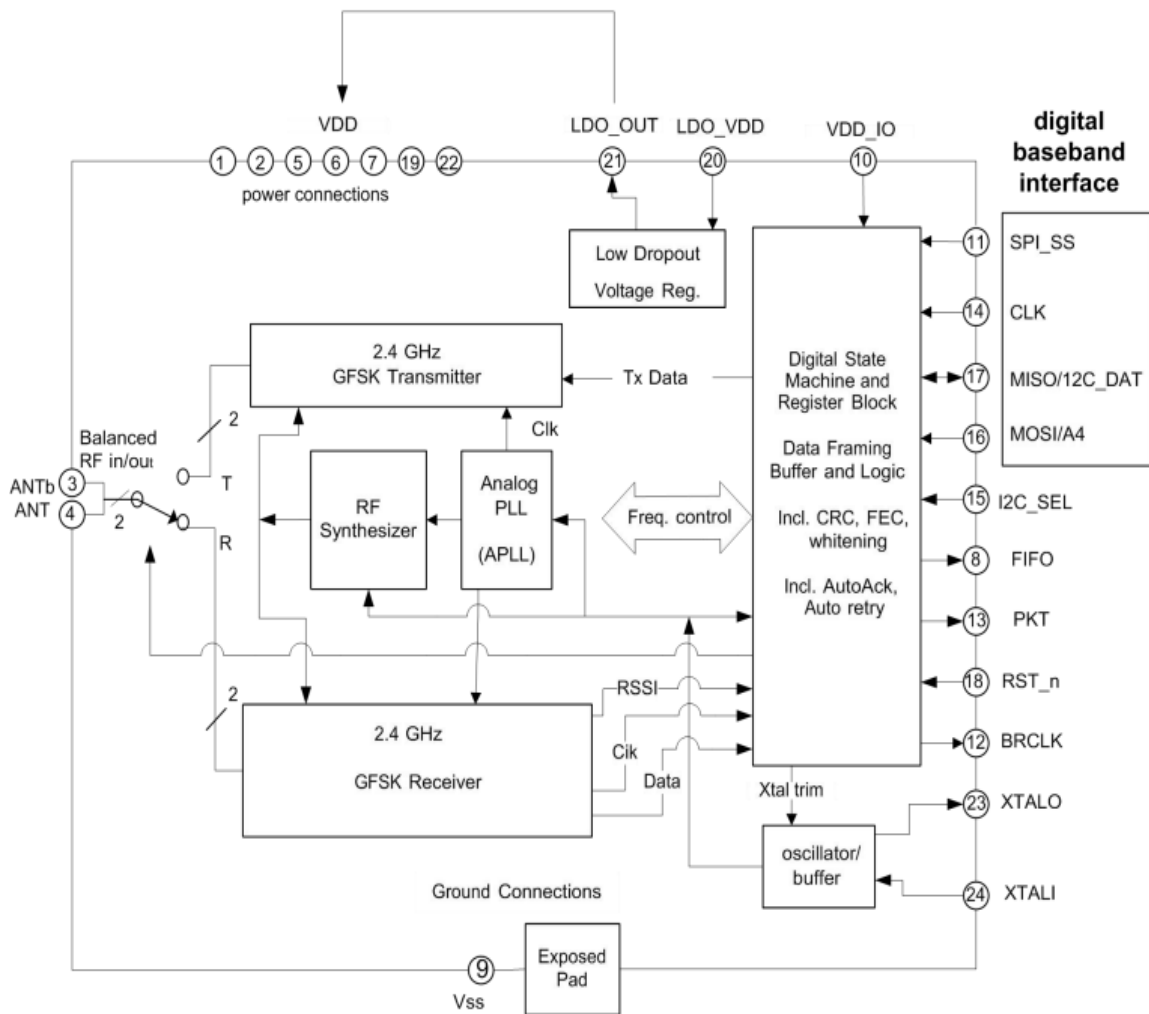 VDD
LDO_OUT
LDO_VDD
VDD_IO
digital
baseband
interface
1
2
5
6
7
19
22
21
20
10
power connections
Low Dropout
Voltage Reg.
11
SPI_SS
14
CLK
17
MISO/12C_DAT
16
MOSI/A4
15
I2C_SEL
8
FIFO
13
PKT
18
RST_n
12
BRCLK
23
XTALO
24
XTALI
2.4 GHz
GFSK Transmitter
Tx Data
Digital State
Machine and
Register Block
Data Framing
Buffer and Logic
Incl. CRC, FEC,
whitening
Incl. AutoAck,
Auto retry
2
Clk
Balanced
RF in/out
ANTb
3
ANT
4
2
T
R
RF
Synthesizer
Analog
PLL
(APLL)
Freq. control
2
RSSI
2.4 GHz
GFSK Receiver
Cik
Data
Xtal trim
oscillator/
buffer
Ground Connections
9
Vss
Exposed
Pad